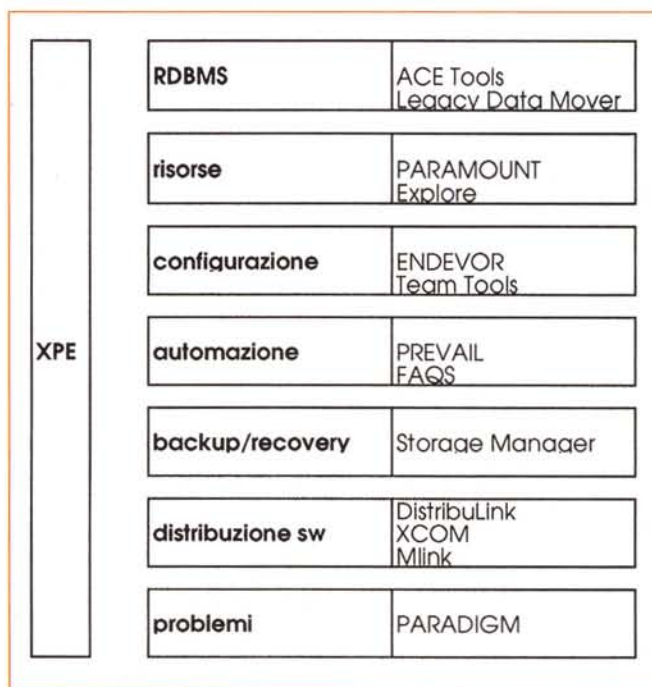 XPE
RDBMS
ACE Tools
Legacy Data Mover
risorse
PARAMOUNT
Explore
configurazione
ENDEVOR
Team Tools
automazione
PREVAIL
FAQS
backup/recovery
Storage Manager
distribuzione sw
DistribuLink
XCOM
Mlink
problemi
PARADIGM